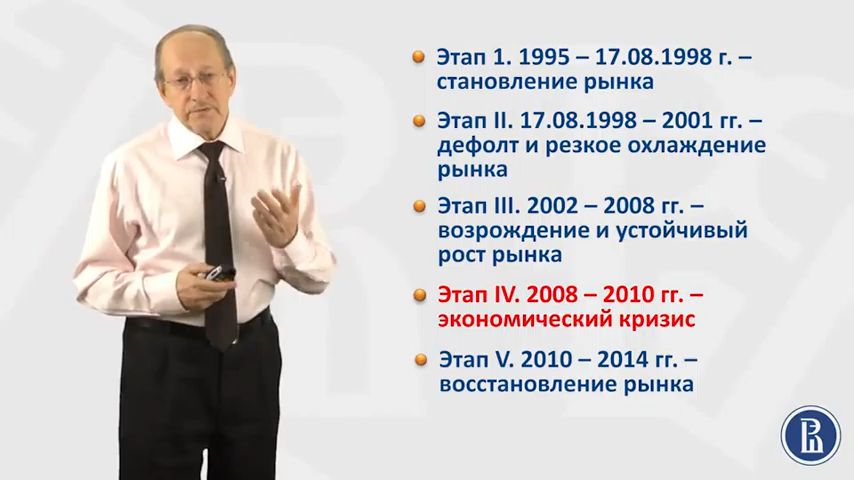 Этап 1. 1995 – 17.08.1998 г. –
становление рынка
Этап II. 17.08.1998 – 2001 гг. –
дефолт и резкое охлаждение
рынка
Этап III. 2002 – 2008 гг. –
возрождение и устойчивый
рост рынка
Этап IV. 2008 – 2010 гг. –
экономический кризис
Этап V. 2010 – 2014 гг. –
восстановление рынка